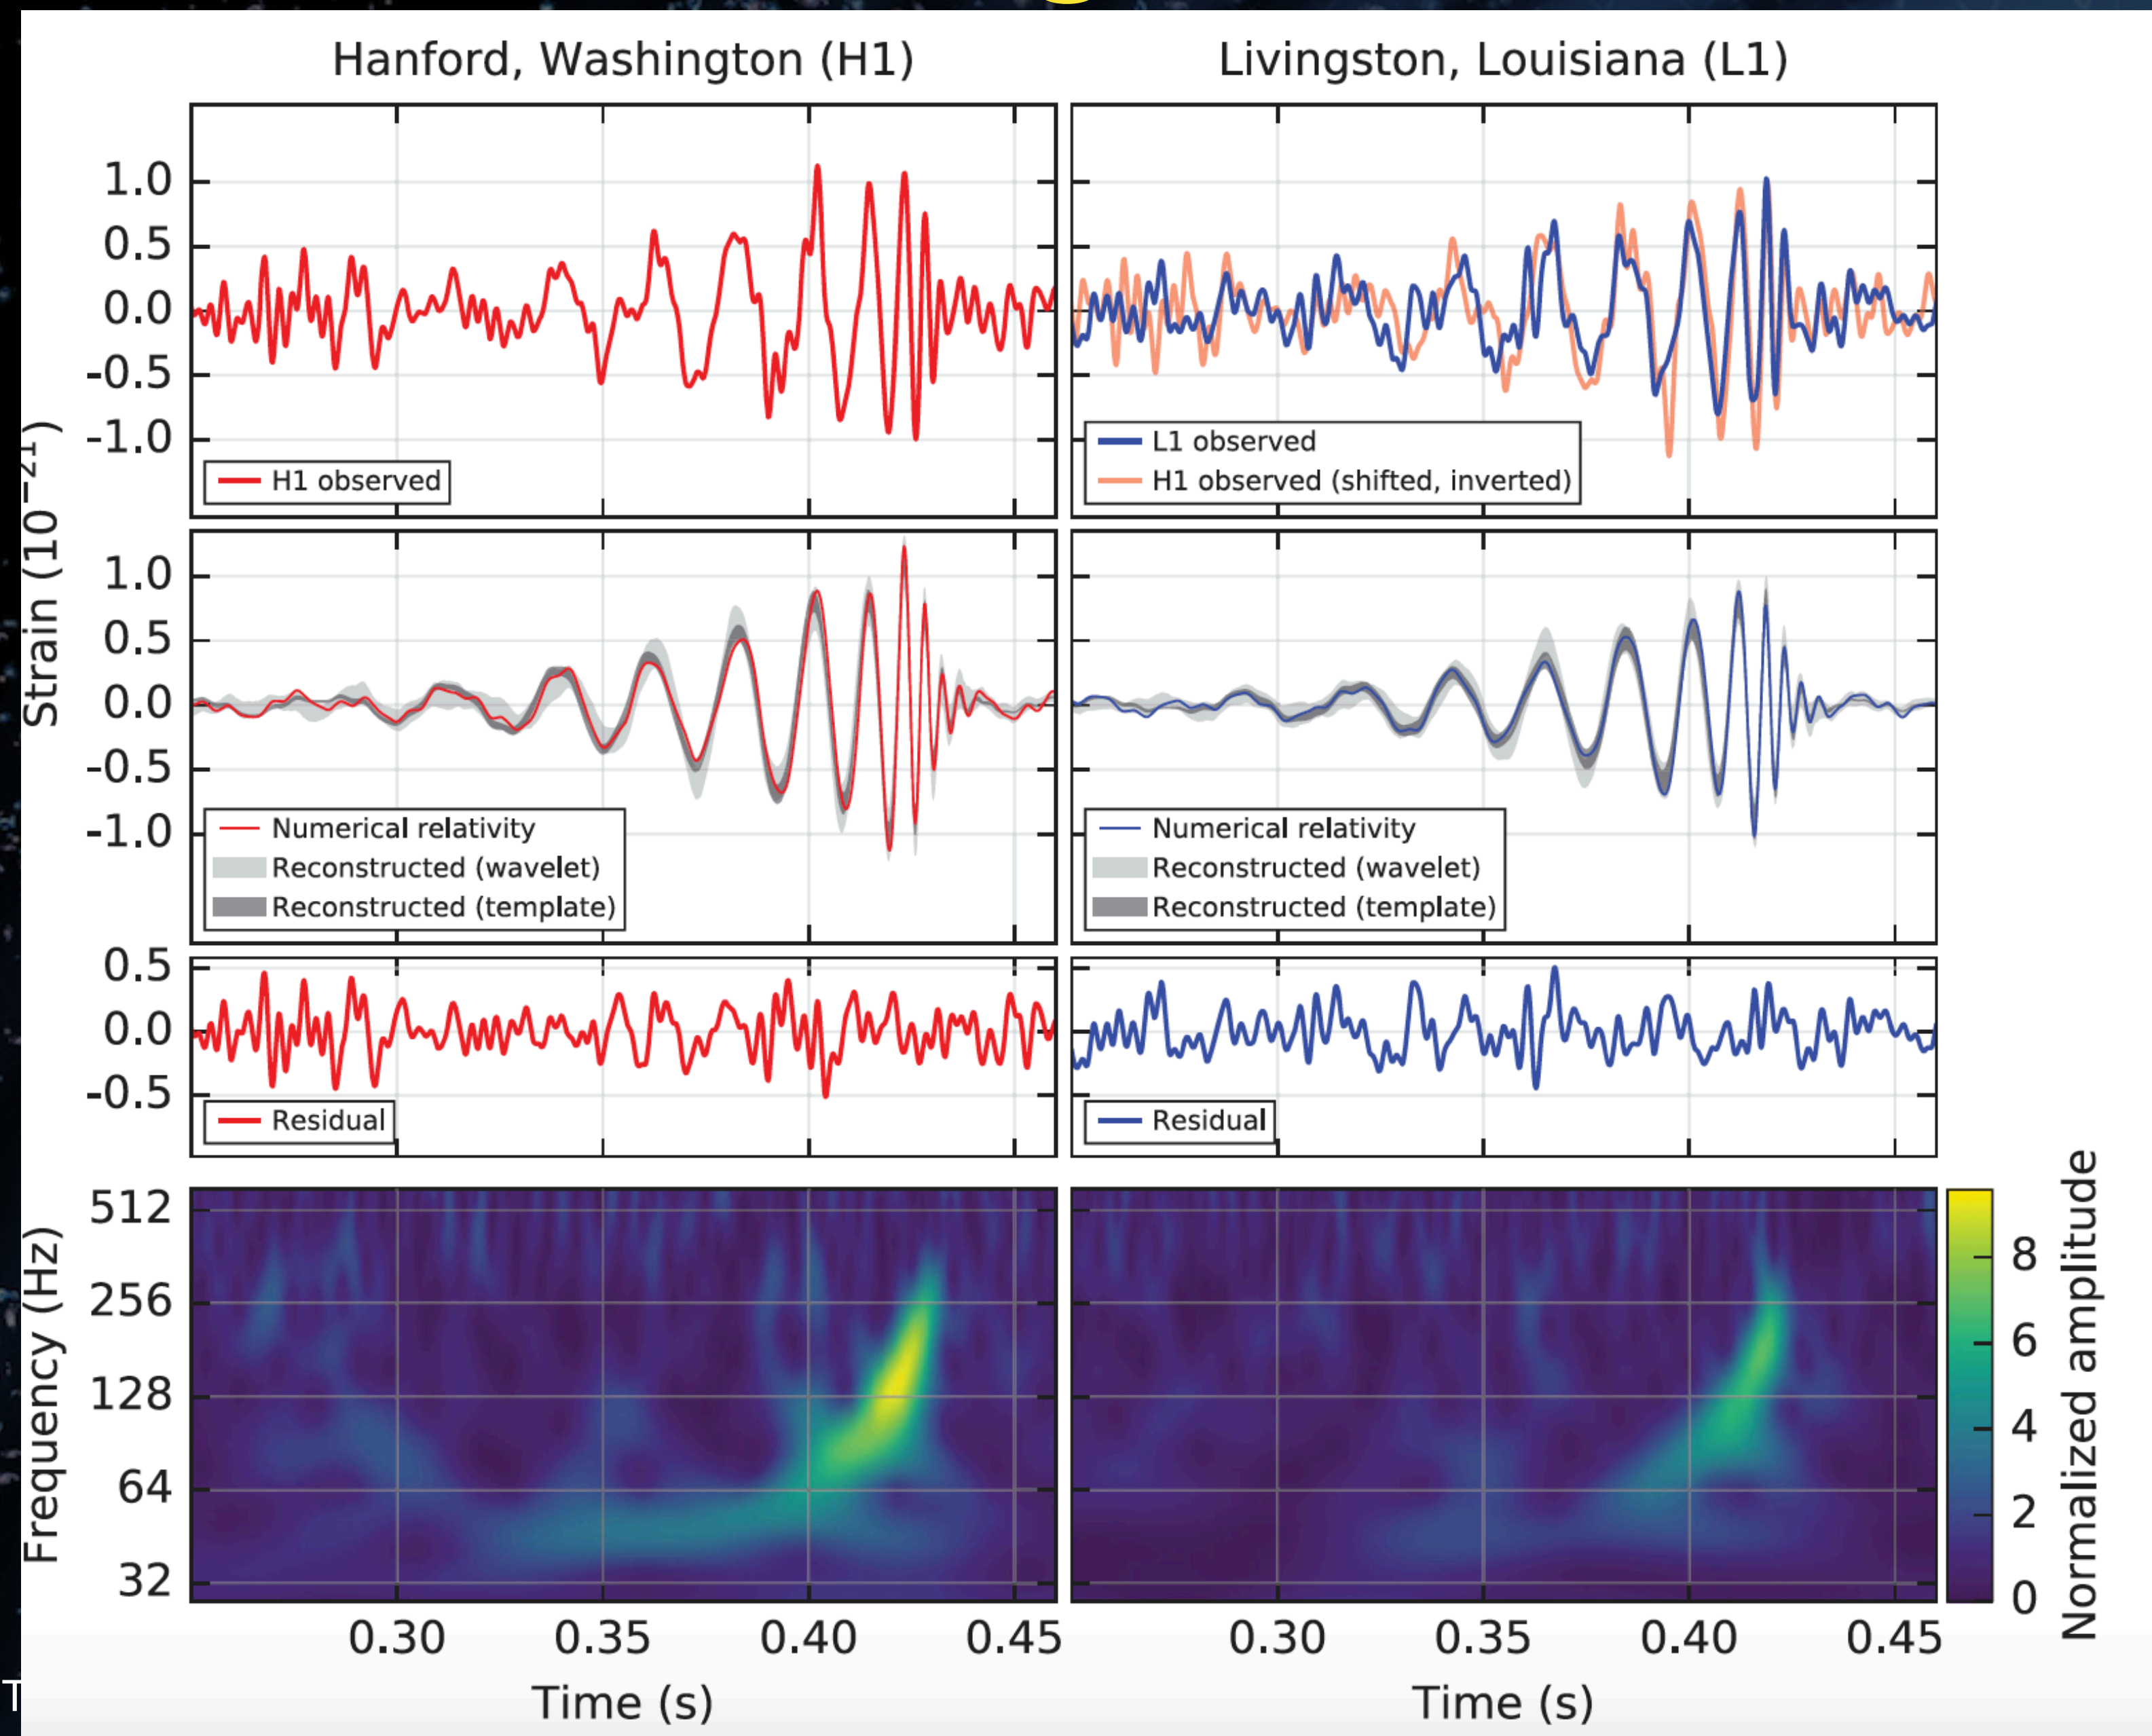 Hanford, Washington (H1)
Livingston, Louisiana (L1)
1.0
0.5
0.0
-0.5
-1.0
H1 observed
L1 observed
H1 observed (shifted, inverted)
Strain (10⁻²¹)
1.0
0.5
0.0
-0.5
-1.0
Numerical relativity
Reconstructed (wavelet)
Reconstructed (template)
Numerical relativity
Reconstructed (wavelet)
Reconstructed (template)
0.5
0.0
-0.5
Residual
Residual
Frequency (Hz)
512
256
128
64
32
8
6
4
2
0
Normalized amplitude
0.30 0.35 0.40 0.45
0.30 0.35 0.40 0.45
Time (s)
Time (s)
T